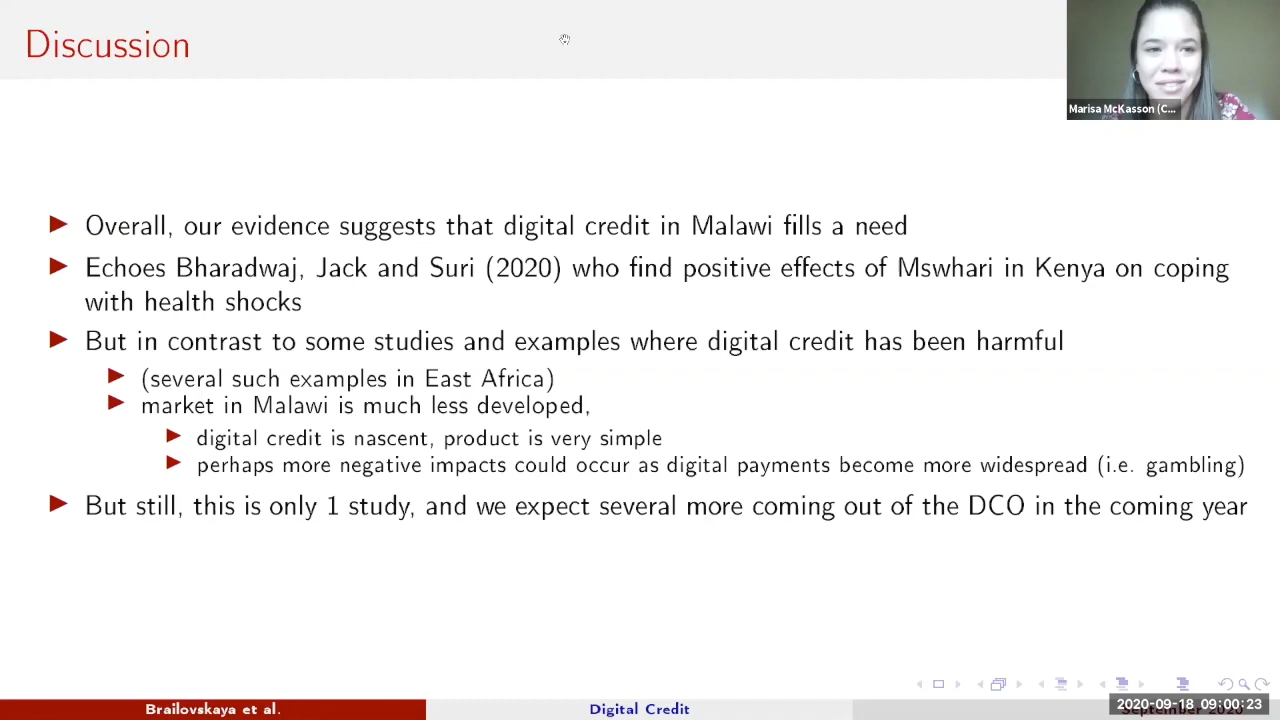 Discussion
Marisa McKasson (C...
Overall, our evidence suggests that digital credit in Malawi fills a need
Echoes Bharadwaj, Jack and Suri (2020) who find positive effects of Mswhari in Kenya on coping
with health shocks
But in contrast to some studies and examples where digital credit has been harmful
(several such examples in East Africa)
market in Malawi is much less developed,
digital credit is nascent, product is very simple
perhaps more negative impacts could occur as digital payments become more widespread (i.e. gambling)
But still, this is only 1 study, and we expect several more coming out of the DCO in the coming year
Brailovskaya et al.
Digital Credit
September 2020
2020-09-18 09:00:23